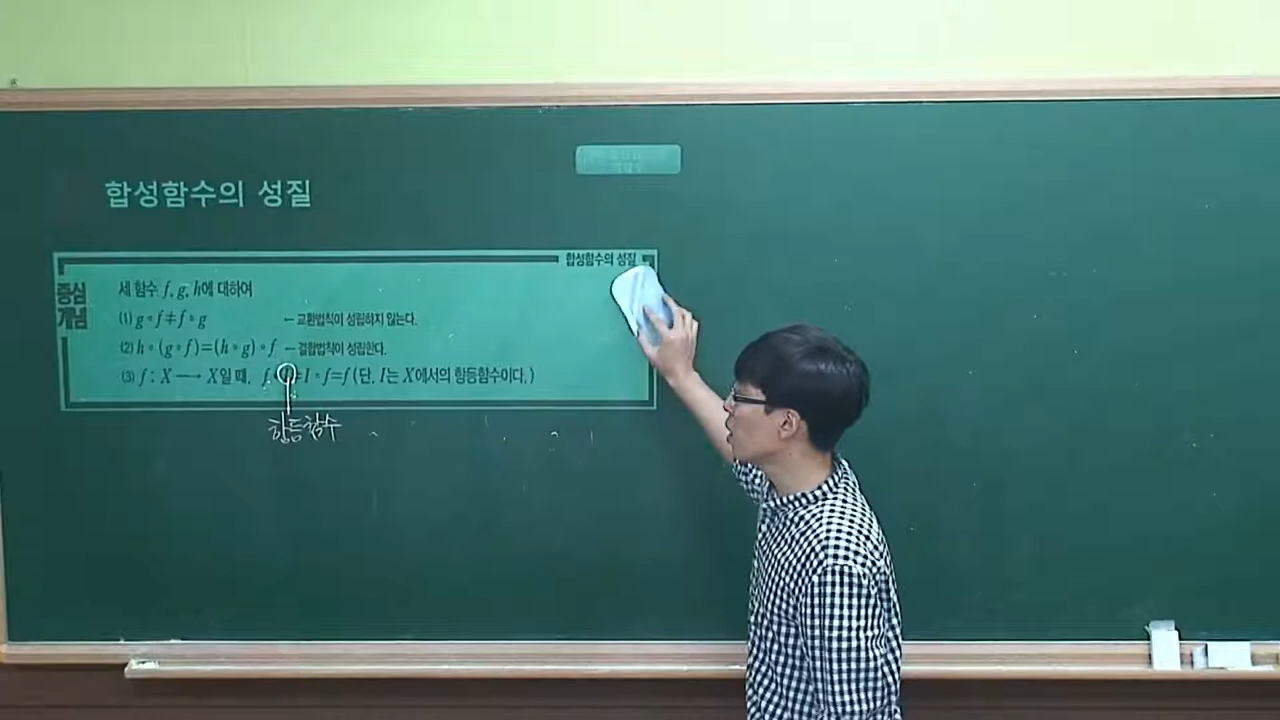 합성함수의 성질
합성함수의 성질
중심
개념
세 함수 f, g, h에 대하여
(1) g∘f≠f∘g ←교환법칙이 성립하지 않는다.
(2) h∘(g∘f)=(h∘g)∘f ←결합법칙이 성립한다.
(3) f : X → X일 때, f∘I=I∘f=f (단, I는 X에서의 항등함수이다.)
항등함수